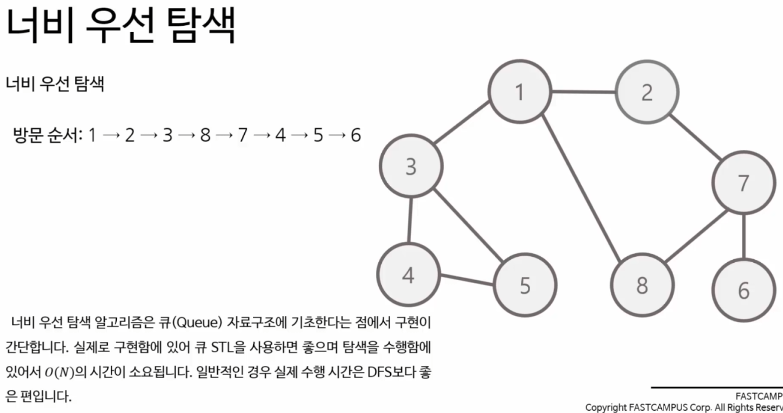 너비 우선 탐색
너비 우선 탐색
방문 순서: 1 → 2 → 3 → 8 → 7 → 4 → 5 → 6
1
2
3
7
4
5
8
6
너비 우선 탐색 알고리즘은 큐(Queue) 자료구조에 기초한다는 점에서 구현이
간단합니다. 실제로 구현함에 있어 큐 STL을 사용하면 좋으며 탐색을 수행함에
있어서 O(N)의 시간이 소요됩니다. 일반적인 경우 실제 수행 시간은 DFS보다 좋
은 편입니다.
FASTCAMP
Copyright FASTCAMPUS Corp. All Rights Reserv